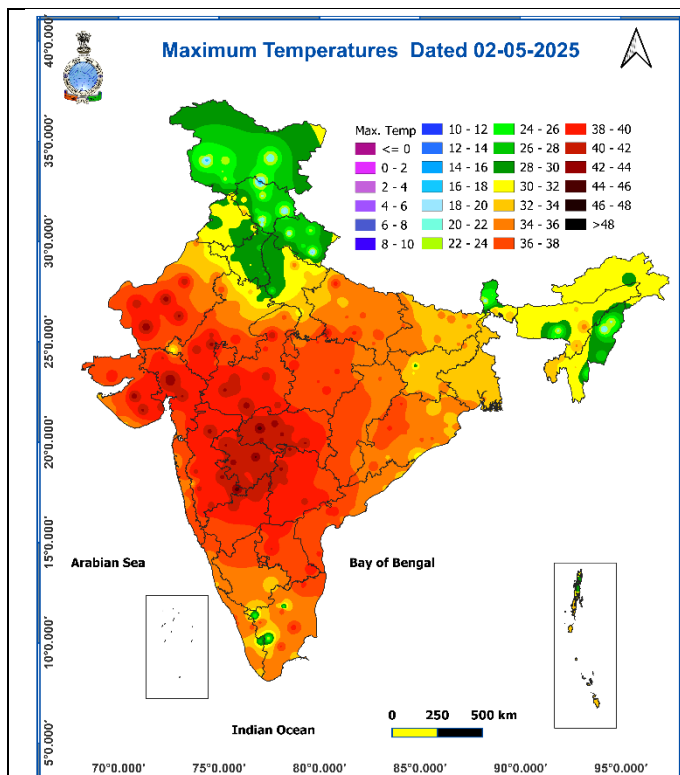 Maximum Temperatures Dated 02-05-2025
Max. Temp
<= 0
0 - 2
2 - 4
4 - 6
6 - 8
8 - 10
10 - 12
12 - 14
14 - 16
16 - 18
18 - 20
20 - 22
22 - 24
24 - 26
26 - 28
28 - 30
30 - 32
32 - 34
34 - 36
36 - 38
38 - 40
40 - 42
42 - 44
44 - 46
46 - 48
>48
40°0.000'
35°0.000'
30°0.000'
25°0.000'
20°0.000'
15°0.000'
10°0.000'
5°0.000'
Arabian Sea
Bay of Bengal
Indian Ocean
0 250 500 km
70°0.000' 75°0.000' 80°0.000' 85°0.000' 90°0.000' 95°0.000'